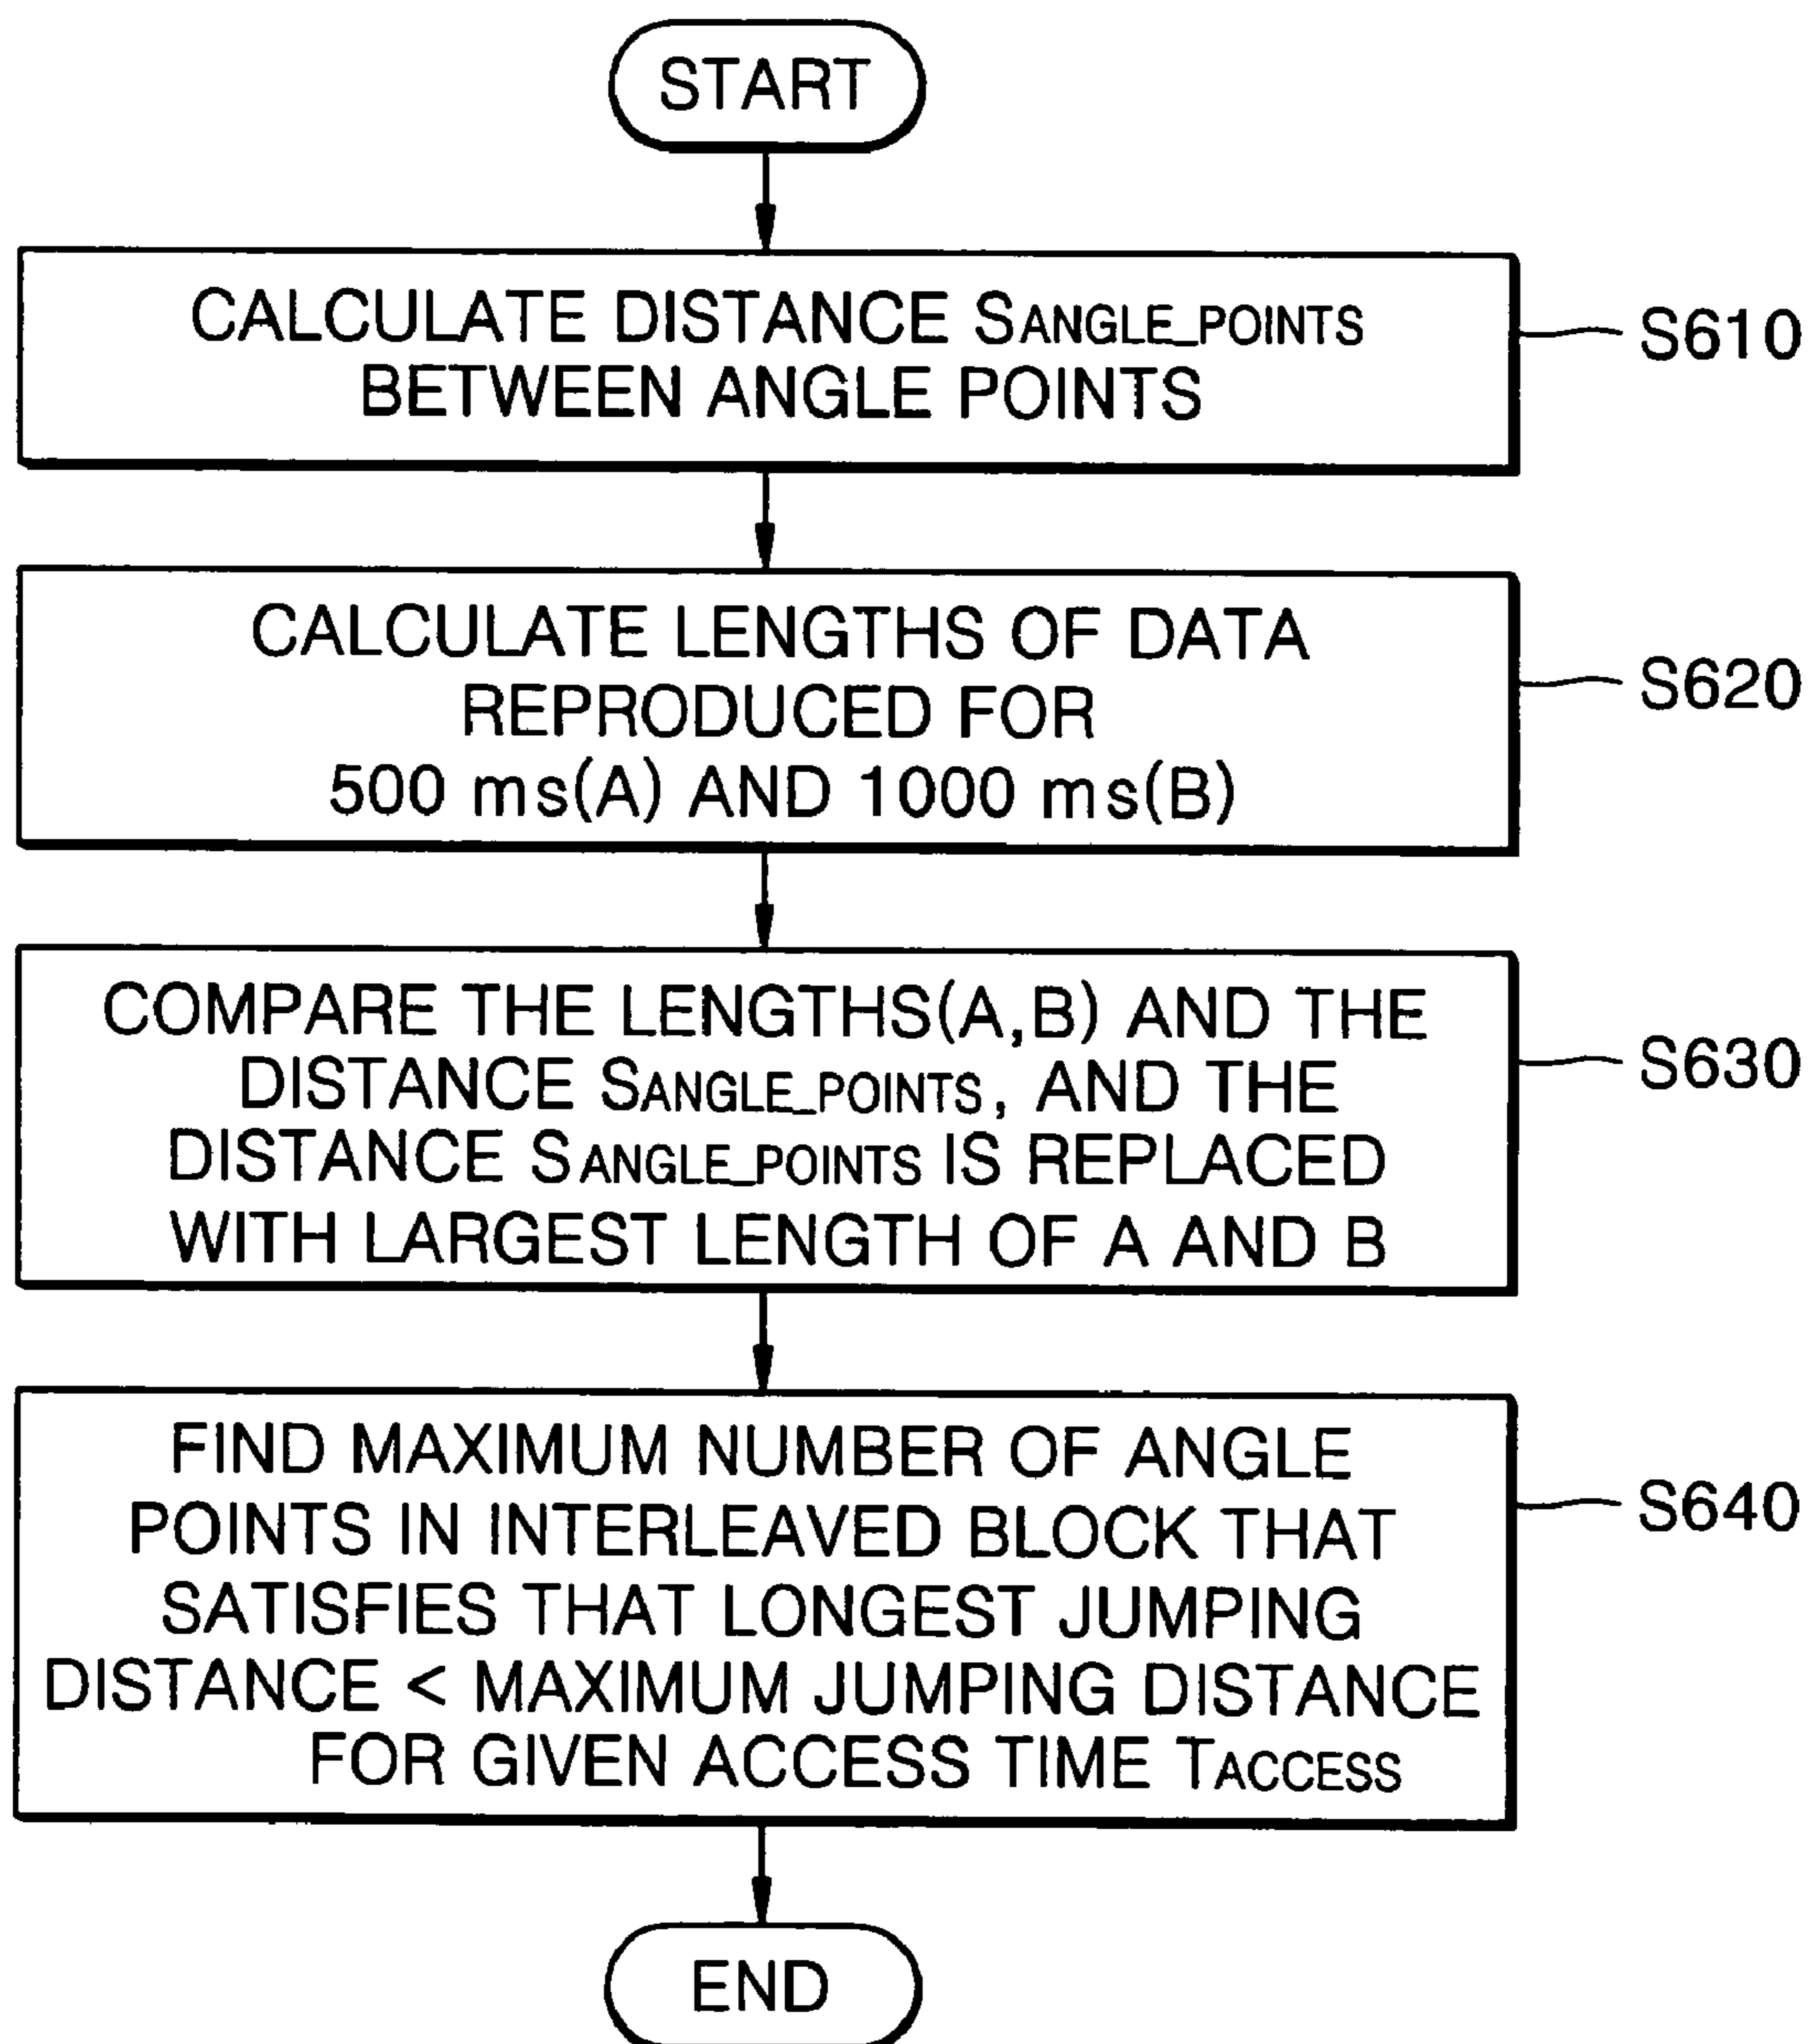 START
CALCULATE DISTANCE SANGLE_POINTS
BETWEEN ANGLE POINTS
S610
CALCULATE LENGTHS OF DATA
REPRODUCED FOR
500 ms(A) AND 1000 ms(B)
S620
COMPARE THE LENGTHS(A,B) AND THE
DISTANCE SANGLE_POINTS, AND THE
DISTANCE SANGLE_POINTS IS REPLACED
WITH LARGEST LENGTH OF A AND B
S630
FIND MAXIMUM NUMBER OF ANGLE
POINTS IN INTERLEAVED BLOCK THAT
SATISFIES THAT LONGEST JUMPING
DISTANCE < MAXIMUM JUMPING DISTANCE
FOR GIVEN ACCESS TIME TACCESS
S640
END